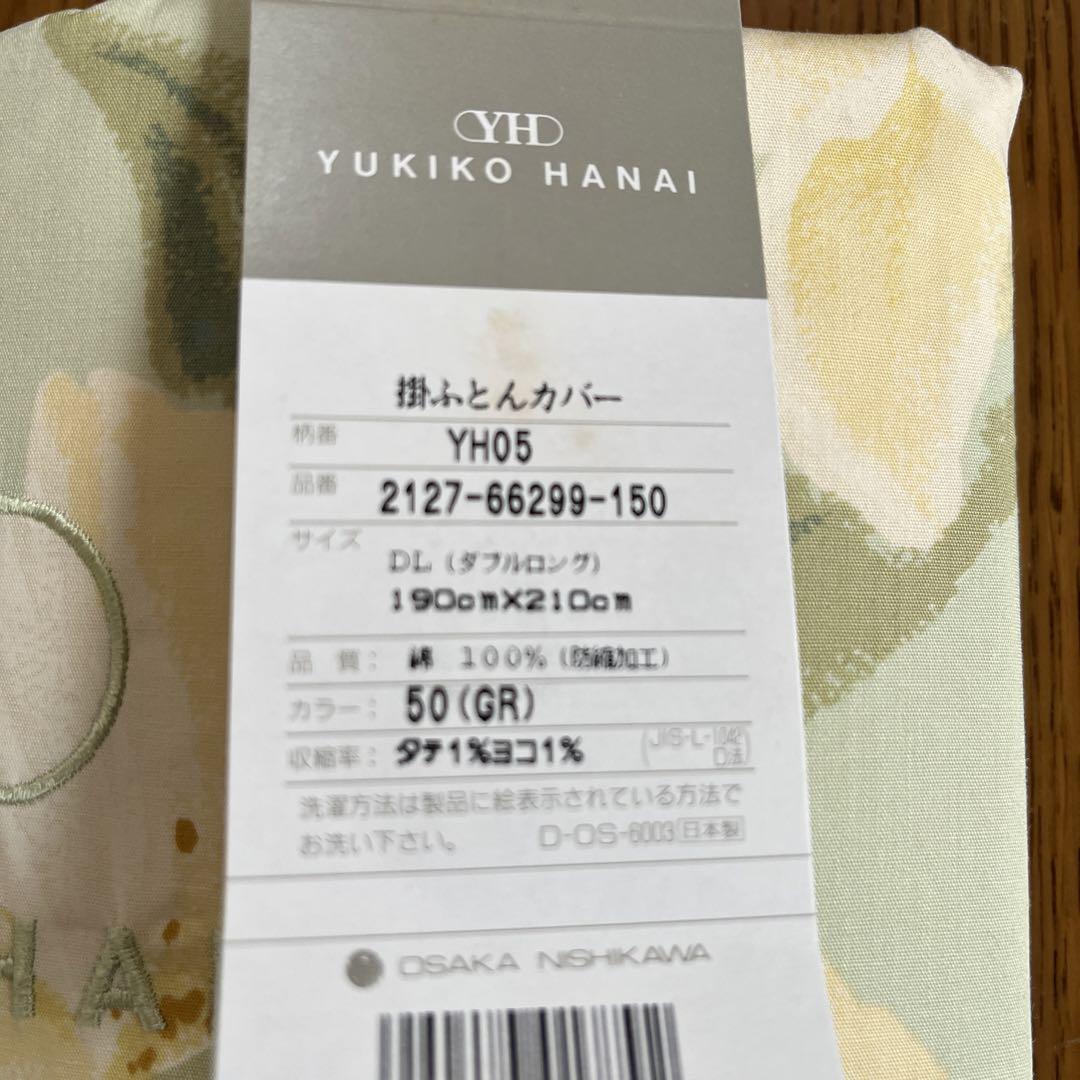 YH
YUKIKO HANAI
掛ふとんカバー
柄番 YH05
品番 2127-66299-150
サイズ
DL (ダブルロング)
190cm×210cm
品 質: 綿 100% (防縮加工)
カラー: 50(GR)
収縮率: タテ1%ヨコ1% (JIS-L-1042 D法)
洗濯方法は製品に絵表示されている方法で
お洗い下さい。 D-OS-6003 日本製
OSAKA NISHIKAWA
HA